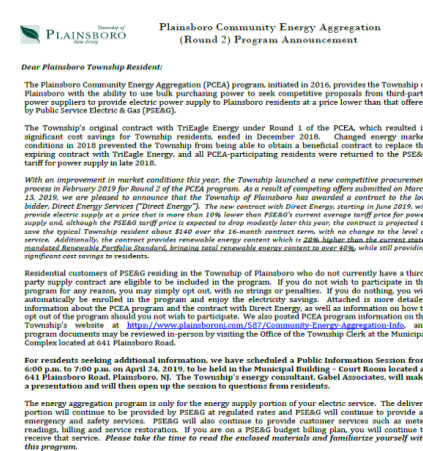 Township of
PLAINSBORO
New Jersey
Plainsboro Community Energy Aggregation
(Round 2) Program Announcement
Dear Plainsboro Township Resident:
The Plainsboro Community Energy Aggregation (PCEA) program, initiated in 2016, provides the Township o
Plainsboro with the ability to use bulk purchasing power to seek competitive proposals from third-part
power suppliers to provide electric power supply to Plainsboro residents at a price lower than that offere
by Public Service Electric & Gas (PSE&G).
The Township's original contract with TriEagle Energy under Round 1 of the PCEA, which resulted i
significant cost savings for Township residents, ended in December 2018. Changed energy marke
conditions in 2018 prevented the Township from being able to obtain a beneficial contract to replace th
expiring contract with TriEagle Energy, and all PCEA-participating residents were returned to the PSE&
tariff for power supply in late 2018.
With an improvement in market conditions this year, the Township launched a new competitive procuremen
process in February 2019 for Round 2 of the PCEA program. As a result of competing offers submitted on Marc
13, 2019, we are pleased to announce that the Township of Plainsboro has awarded a contract to the low
bidder, Direct Energy Services ("Direct Energy"). The new contract with Direct Energy, starting in June 2019, wi
provide electric supply at a price that is more than 10% lower than PSE&G's current average tariff price for powe
supply and, although the PSE&G tariff price is expected to drop modestly later this year, the contract is projected t
save the typical Township resident about $140 over the 16-month contract term, with no change to the level o
service. Additionally, the contract provides renewable energy content which is 20% higher than the current state
mandated Renewable Portfolio Standard, bringing total renewable energy content to over 40%, while still providin
significant cost savings to residents.
Residential customers of PSE&G residing in the Township of Plainsboro who do not currently have a third
party supply contract are eligible to be included in the program. If you do not wish to participate in th
program for any reason, you may simply opt out, with no strings or penalties. If you do nothing, you wi
automatically be enrolled in the program and enjoy the electricity savings. Attached is more detaile
information about the PCEA program and the contract with Direct Energy, as well as information on how t
opt out of the program should you not wish to participate. We also posted PCEA program information on th
Township's website at https://www.plainsboronj.com/587/Community-Energy-Aggregation-Info, an
program documents may be reviewed in-person by visiting the Office of the Township Clerk at the Municipa
Complex located at 641 Plainsboro Road.
For residents seeking additional information, we have scheduled a Public Information Session from
6:00 p.m. to 7:00 p.m. on April 24, 2019, to be held in the Municipal Building – Court Room located a
641 Plainsboro Road, Plainsboro, NJ. The Township's energy consultant, Gabel Associates, will mak
a presentation and will then open up the session to questions from residents.
The energy aggregation program is only for the energy supply portion of your electric service. The deliver
portion will continue to be provided by PSE&G at regulated rates and PSE&G will continue to provide a
emergency and safety services. PSE&G will also continue to provide customer services such as mete
readings, billing and service restoration. If you are on a PSE&G budget billing plan, you will continue t
receive that service. Please take the time to read the enclosed materials and familiarize yourself wit
this program.